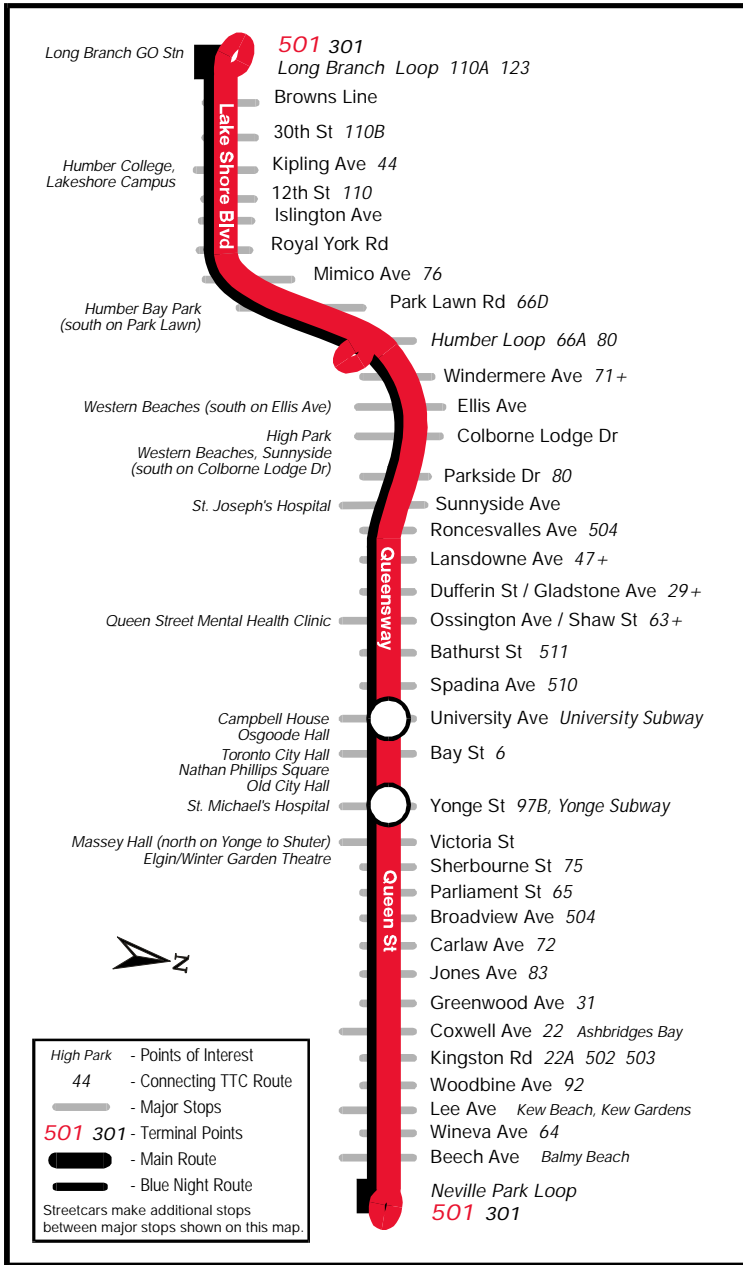 Long Branch GO Stn
501 301
Long Branch Loop 110A 123
Browns Line
30th St 110B
Humber College,
Lakeshore Campus
Kipling Ave 44
12th St 110
Islington Ave
Royal York Rd
Lake Shore Blvd
Mimico Ave 76
Humber Bay Park
(south on Park Lawn)
Park Lawn Rd 66D
Humber Loop 66A 80
Windermere Ave 71+
Western Beaches (south on Ellis Ave)
Ellis Ave
High Park
Western Beaches, Sunnyside
(south on Colborne Lodge Dr)
Colborne Lodge Dr
Parkside Dr 80
St. Joseph's Hospital
Sunnyside Ave
Roncesvalles Ave 504
Queensway
Lansdowne Ave 47+
Dufferin St / Gladstone Ave 29+
Queen Street Mental Health Clinic
Ossington Ave / Shaw St 63+
Bathurst St 511
Spadina Ave 510
Campbell House
Osgoode Hall
University Ave University Subway
Toronto City Hall
Nathan Phillips Square
Old City Hall
Bay St 6
St. Michael's Hospital
Yonge St 97B, Yonge Subway
Massey Hall (north on Yonge to Shuter)
Elgin/Winter Garden Theatre
Victoria St
Sherbourne St 75
Queen St
Parliament St 65
Broadview Ave 504
Carlaw Ave 72
N
Jones Ave 83
Greenwood Ave 31
Coxwell Ave 22 Ashbridges Bay
Kingston Rd 22A 502 503
Woodbine Ave 92
Lee Ave Kew Beach, Kew Gardens
Wineva Ave 64
Beech Ave Balmy Beach
Neville Park Loop
501 301
High Park - Points of Interest
44 - Connecting TTC Route
- Major Stops
501 301 - Terminal Points
- Main Route
- Blue Night Route
Streetcars make additional stops
between major stops shown on this map.